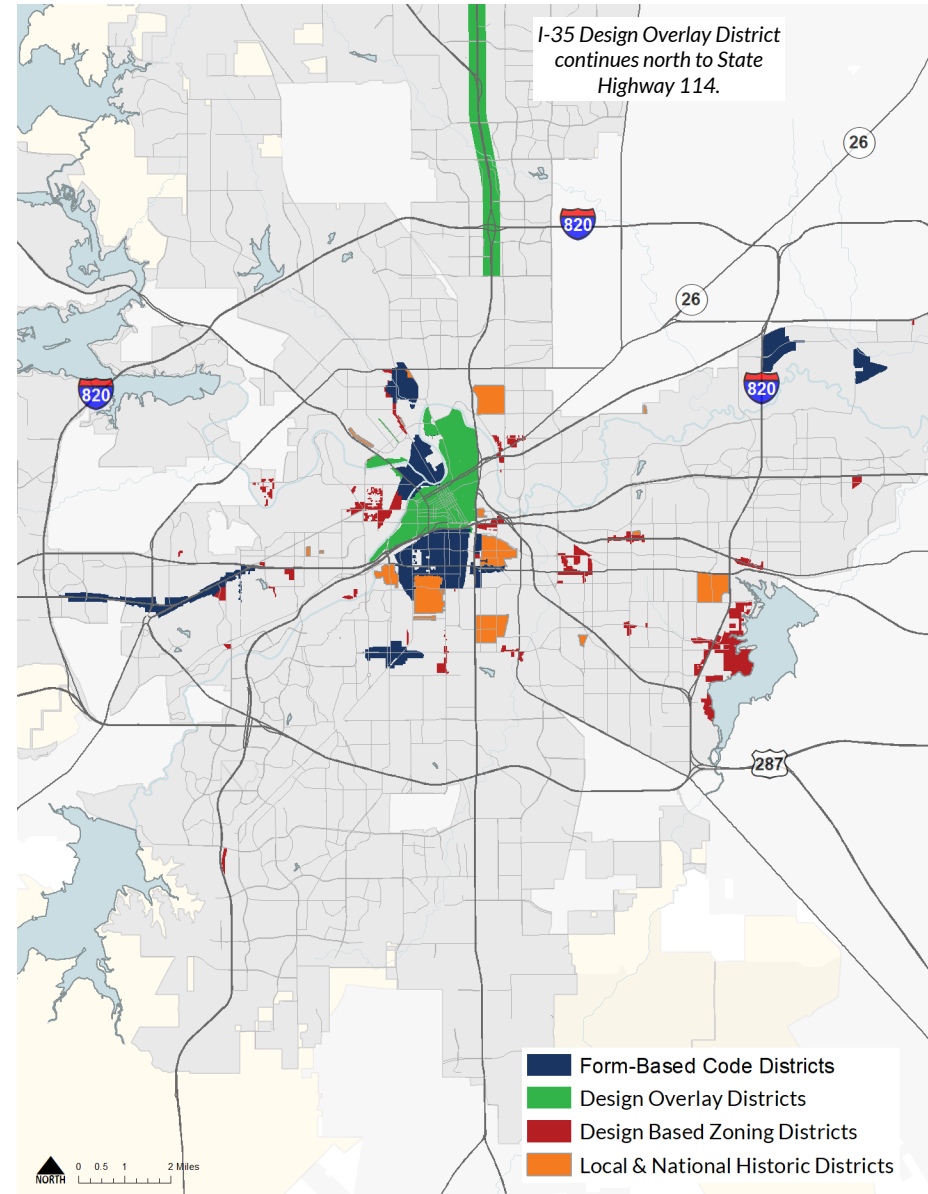 I-35 Design Overlay District
continues north to State
Highway 114.
26
820
26
820
820
287
Form-Based Code Districts
Design Overlay Districts
Design Based Zoning Districts
Local & National Historic Districts
NORTH
0 0.5 1 2 Miles